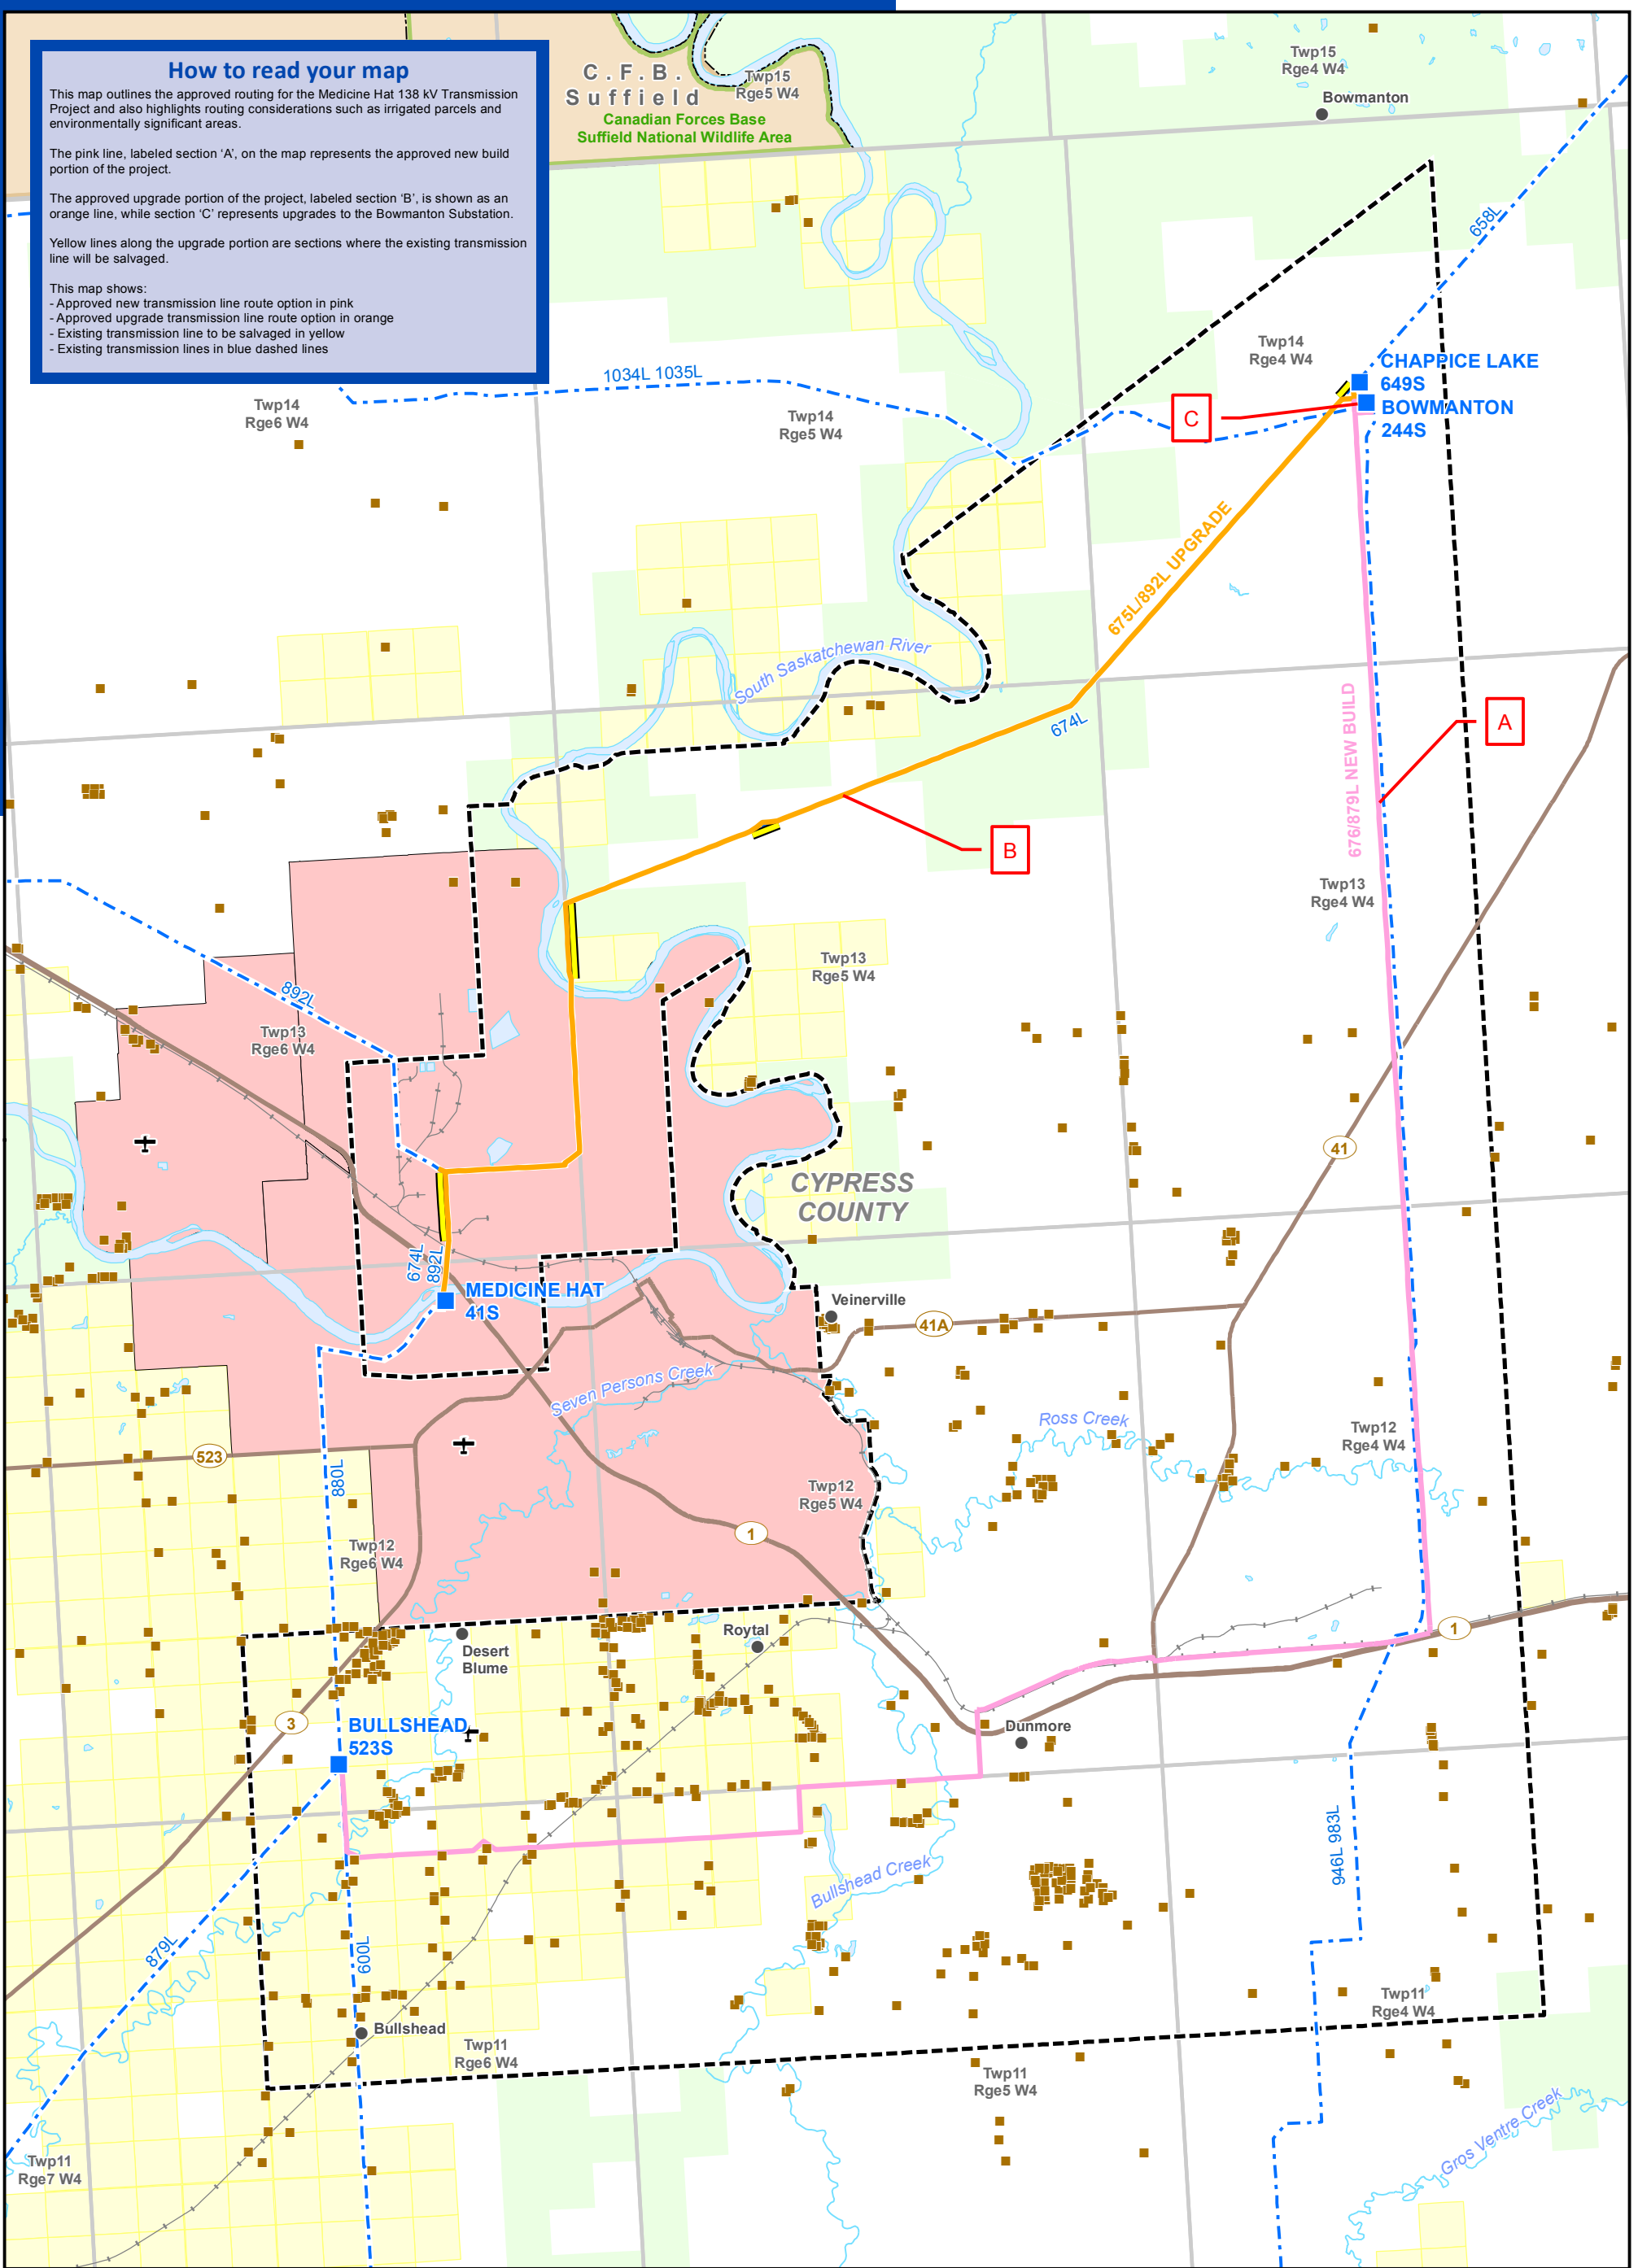 How to read your map
This map outlines the approved routing for the Medicine Hat 138 kV Transmission
Project and also highlights routing considerations such as irrigated parcels and
environmentally significant areas.
The pink line, labeled section ‘A’, on the map represents the approved new build
portion of the project.
The approved upgrade portion of the project, labeled section ‘B’, is shown as an
orange line, while section ‘C’ represents upgrades to the Bowmanton Substation.
Yellow lines along the upgrade portion are sections where the existing transmission
line will be salvaged.
This map shows:
- Approved new transmission line route option in pink
- Approved upgrade transmission line route option in orange
- Existing transmission line to be salvaged in yellow
- Existing transmission lines in blue dashed lines
C.F.B.
Suffield
Canadian Forces Base
Suffield National Wildlife Area
Twp15
Rge5 W4
Twp15
Rge4 W4
Bowmanton
658L
Twp14
Rge4 W4
CHAPPICE LAKE
649S
BOWMANTON
244S
C
1034L 1035L
Twp14
Rge6 W4
Twp14
Rge5 W4
675L/892L UPGRADE
South Saskatchewan River
674L
676/879L NEW BUILD
A
B
Twp13
Rge4 W4
Twp13
Rge5 W4
892L
Twp13
Rge6 W4
41
CYPRESS
COUNTY
674L
892L
MEDICINE HAT
41S
Veinerville
41A
Seven Persons Creek
Ross Creek
Twp12
Rge4 W4
523
880L
Twp12
Rge5 W4
1
Twp12
Rge6 W4
Desert
Blume
Roytal
1
3
BULLSHEAD
523S
Dunmore
946L 983L
Bullshead Creek
879L
600L
Bullshead
Twp11
Rge6 W4
Twp11
Rge5 W4
Twp11
Rge4 W4
Gros Ventre Creek
Twp11
Rge7 W4